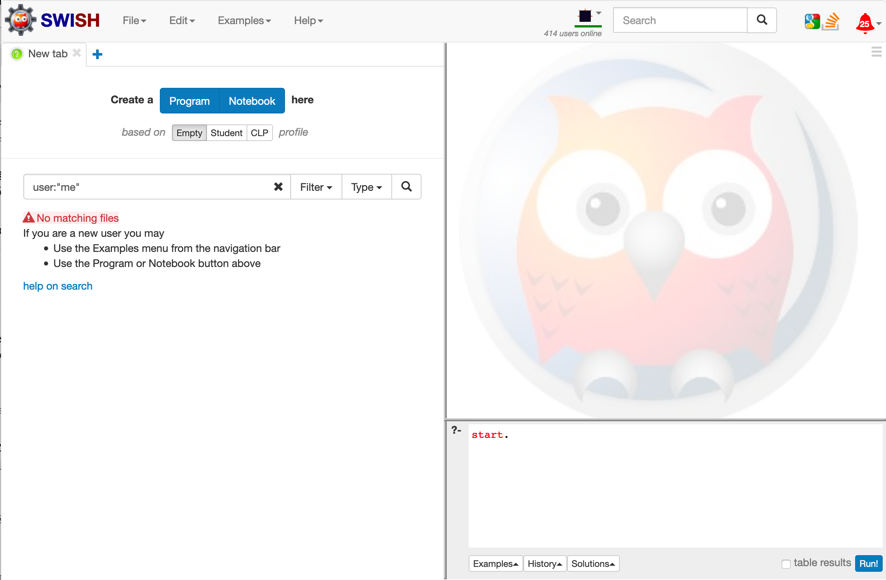 SWISH File Edit Examples Help 414 users online Search 25
? New tab
Create a Program Notebook here
based on Empty Student CLP profile
user:"me" Filter Type
No matching files
If you are a new user you may
Use the Examples menu from the navigation bar
Use the Program or Notebook button above
help on search
?- start.
Examples History Solutions table results Run!